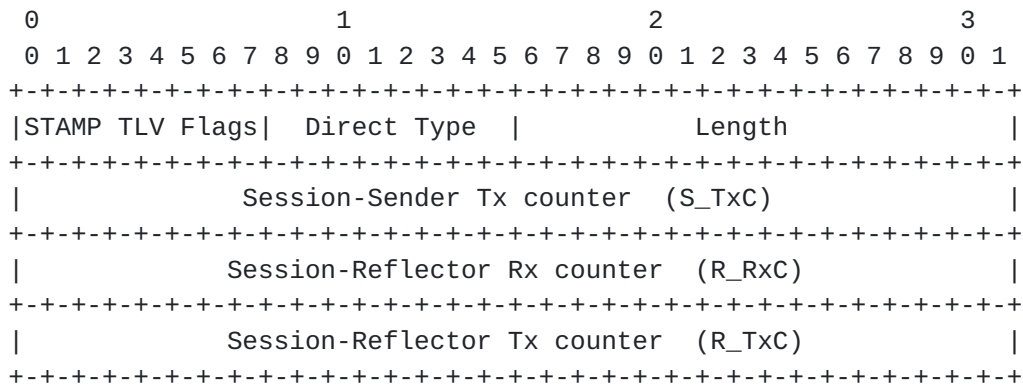 0                   1                   2                   3
 0 1 2 3 4 5 6 7 8 9 0 1 2 3 4 5 6 7 8 9 0 1 2 3 4 5 6 7 8 9 0 1
+-+-+-+-+-+-+-+-+-+-+-+-+-+-+-+-+-+-+-+-+-+-+-+-+-+-+-+-+-+-+-+-+
|STAMP TLV Flags|  Direct Type  |           Length              |
+-+-+-+-+-+-+-+-+-+-+-+-+-+-+-+-+-+-+-+-+-+-+-+-+-+-+-+-+-+-+-+-+
|              Session-Sender Tx counter  (S_TxC)               |
+-+-+-+-+-+-+-+-+-+-+-+-+-+-+-+-+-+-+-+-+-+-+-+-+-+-+-+-+-+-+-+-+
|             Session-Reflector Rx counter  (R_RxC)             |
+-+-+-+-+-+-+-+-+-+-+-+-+-+-+-+-+-+-+-+-+-+-+-+-+-+-+-+-+-+-+-+-+
|             Session-Reflector Tx counter  (R_TxC)             |
+-+-+-+-+-+-+-+-+-+-+-+-+-+-+-+-+-+-+-+-+-+-+-+-+-+-+-+-+-+-+-+-+